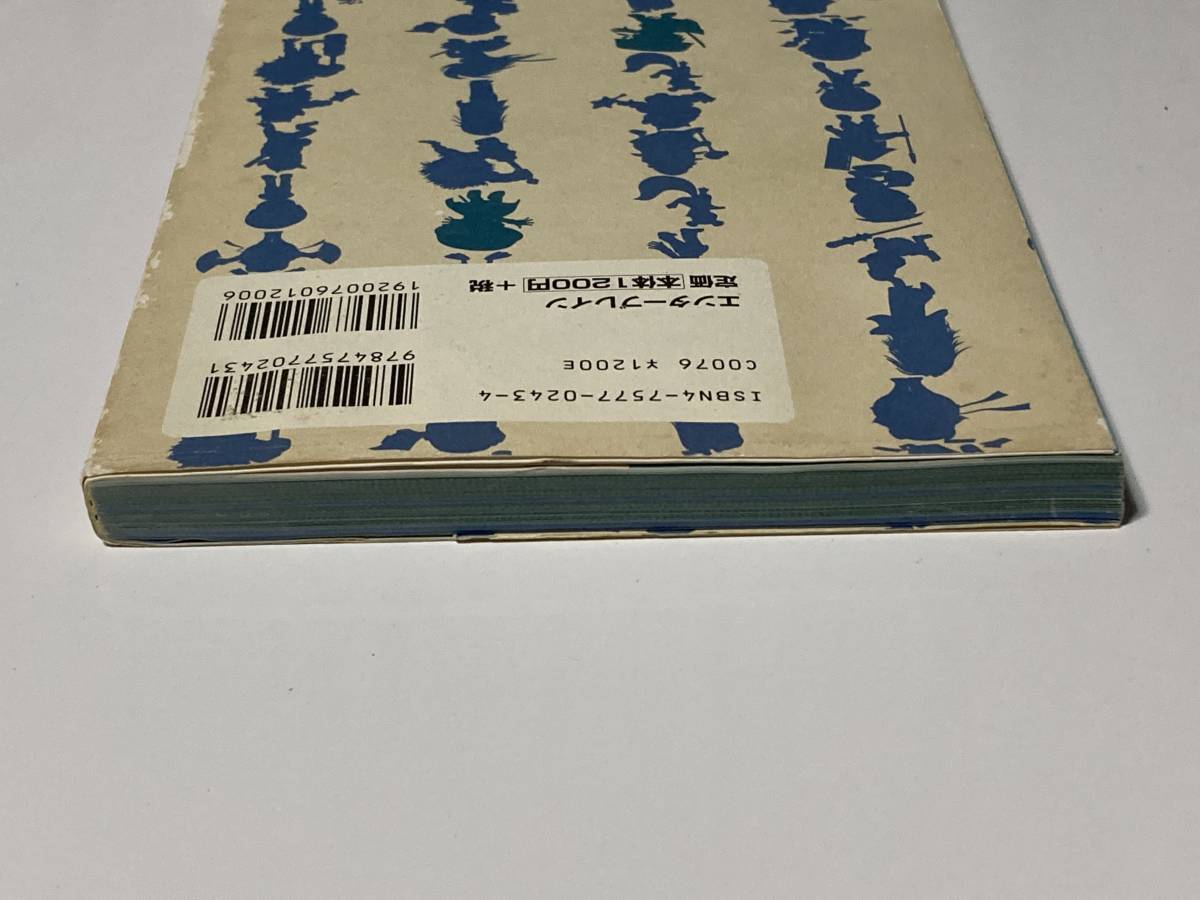 ISBN4-7577-0243-4
C0076 ¥1200E
エンターブレイン
定価 本体1200円 +税
9784757702431
1920076012006